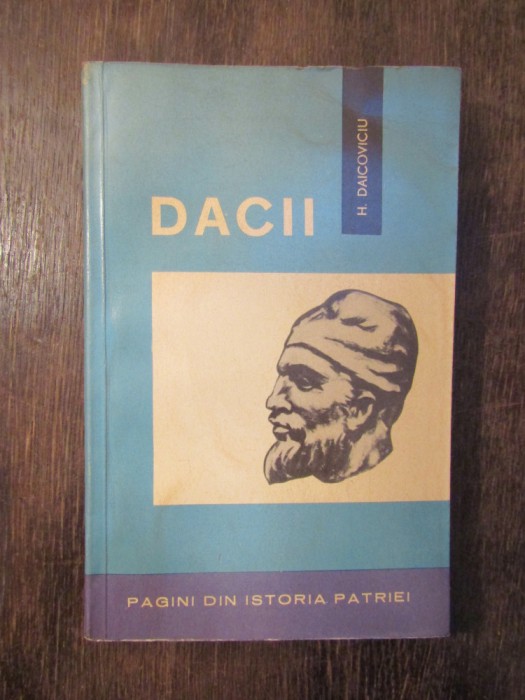 H. DAICOVICIU
DACII
PAGINI DIN ISTORIA PATRIEI